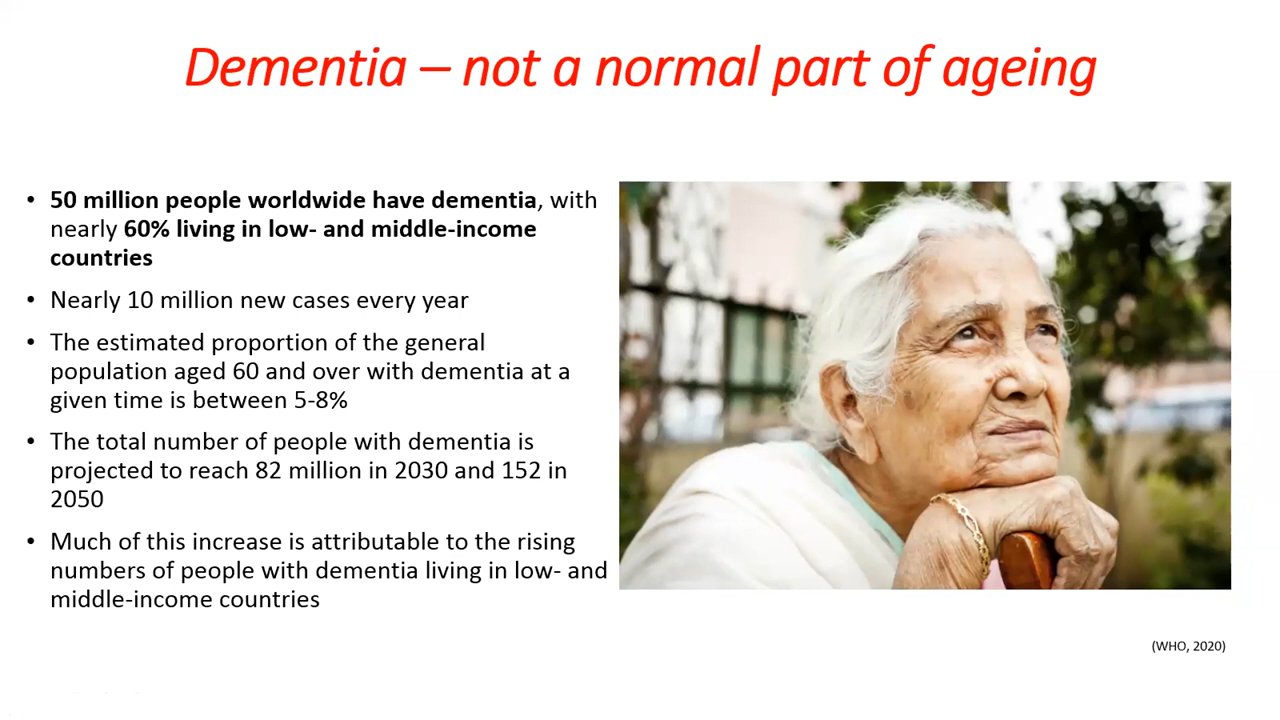 Dementia – not a normal part of ageing
• 50 million people worldwide have dementia, with
nearly 60% living in low- and middle-income
countries
• Nearly 10 million new cases every year
• The estimated proportion of the general
population aged 60 and over with dementia at a
given time is between 5-8%
• The total number of people with dementia is
projected to reach 82 million in 2030 and 152 in
2050
• Much of this increase is attributable to the rising
numbers of people with dementia living in low- and
middle-income countries
(WHO, 2020)